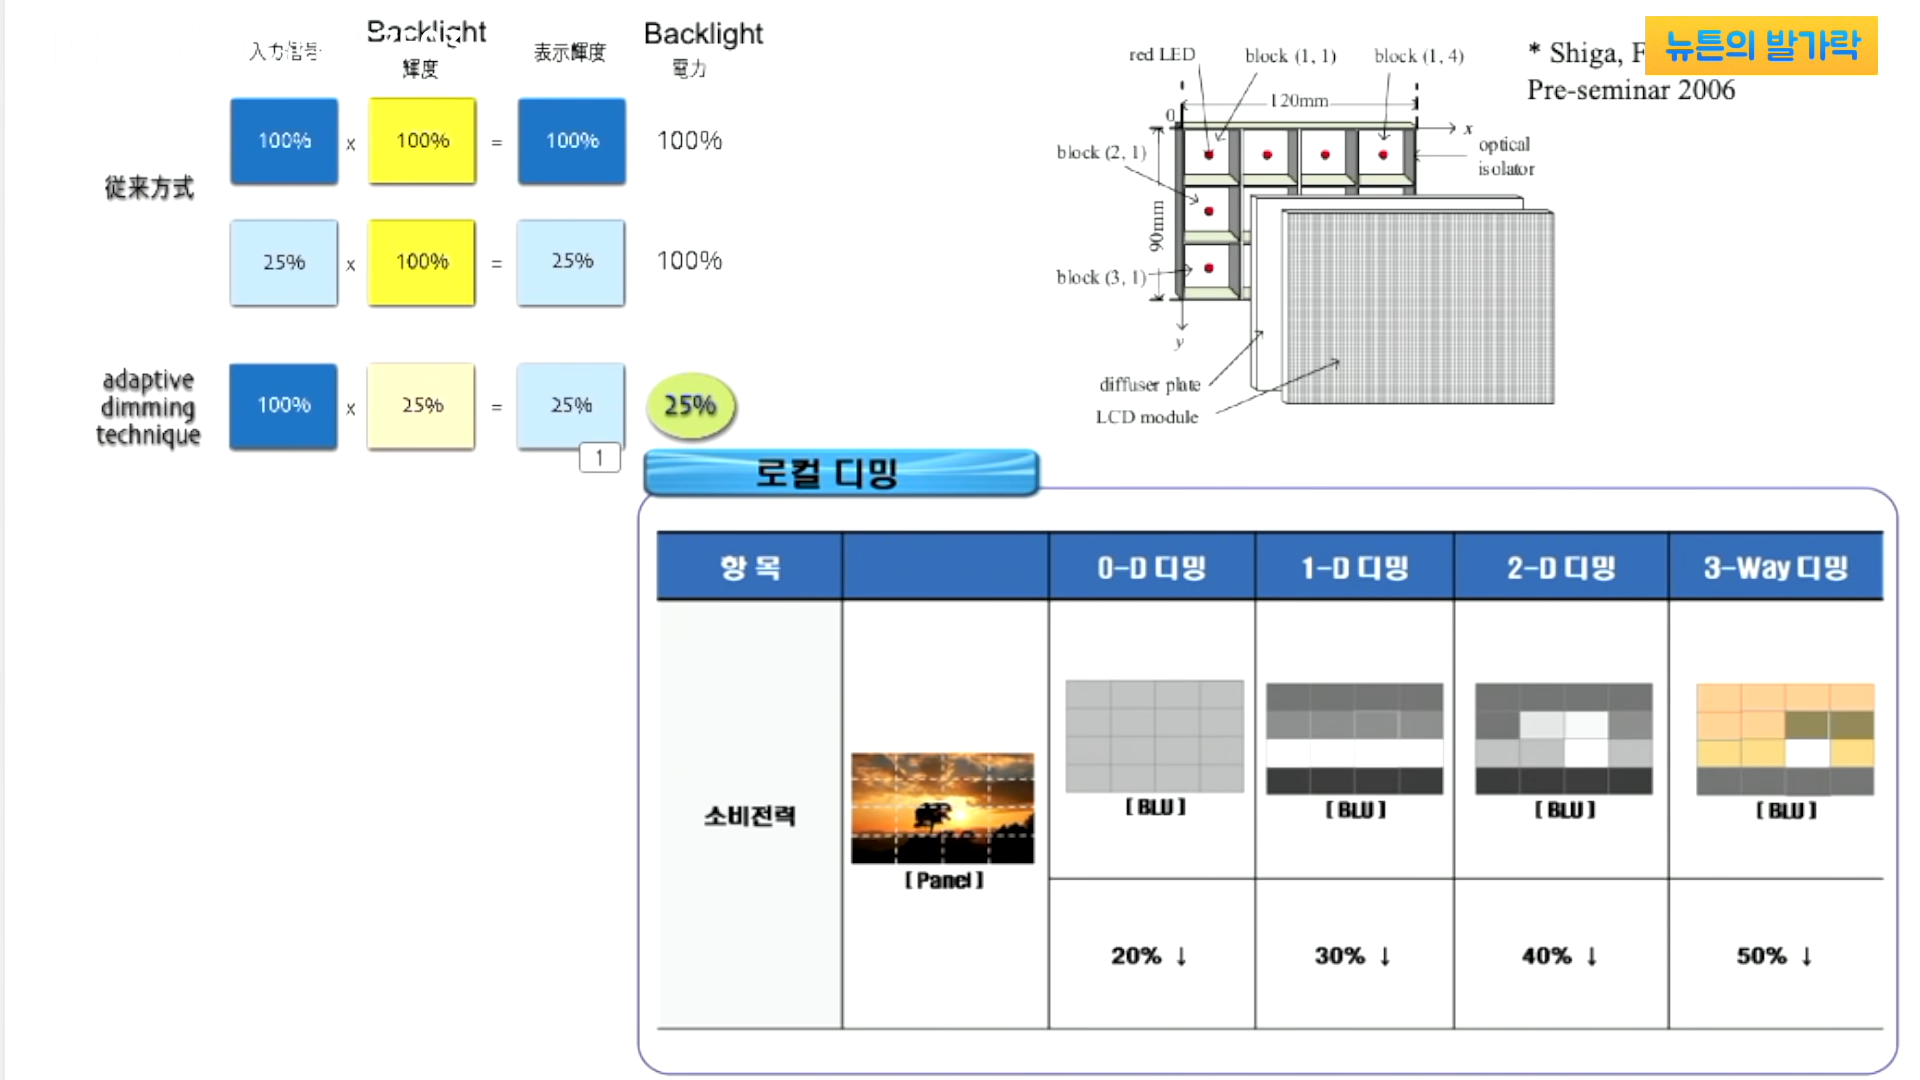 入力信号
Backlight
輝度
表示輝度
Backlight
電力
従来方式
100% x 100% = 100% 100%
25% x 100% = 25% 100%
adaptive
dimming
technique
100% x 25% = 25% 25%
1
red LED
block (1, 1)
block (1, 4)
120mm
0
x
block (2, 1)
90mm
block (3, 1)
y
optical
isolator
diffuser plate
LCD module
* Shiga,
Pre-seminar 2006
뉴튼의 발가락
로컬 디밍
항 목 0-D 디밍 1-D 디밍 2-D 디밍 3-Way 디밍
소비전력
[ Panel ]
[ BLU ] [ BLU ] [ BLU ] [ BLU ]
20% ↓ 30% ↓ 40% ↓ 50% ↓